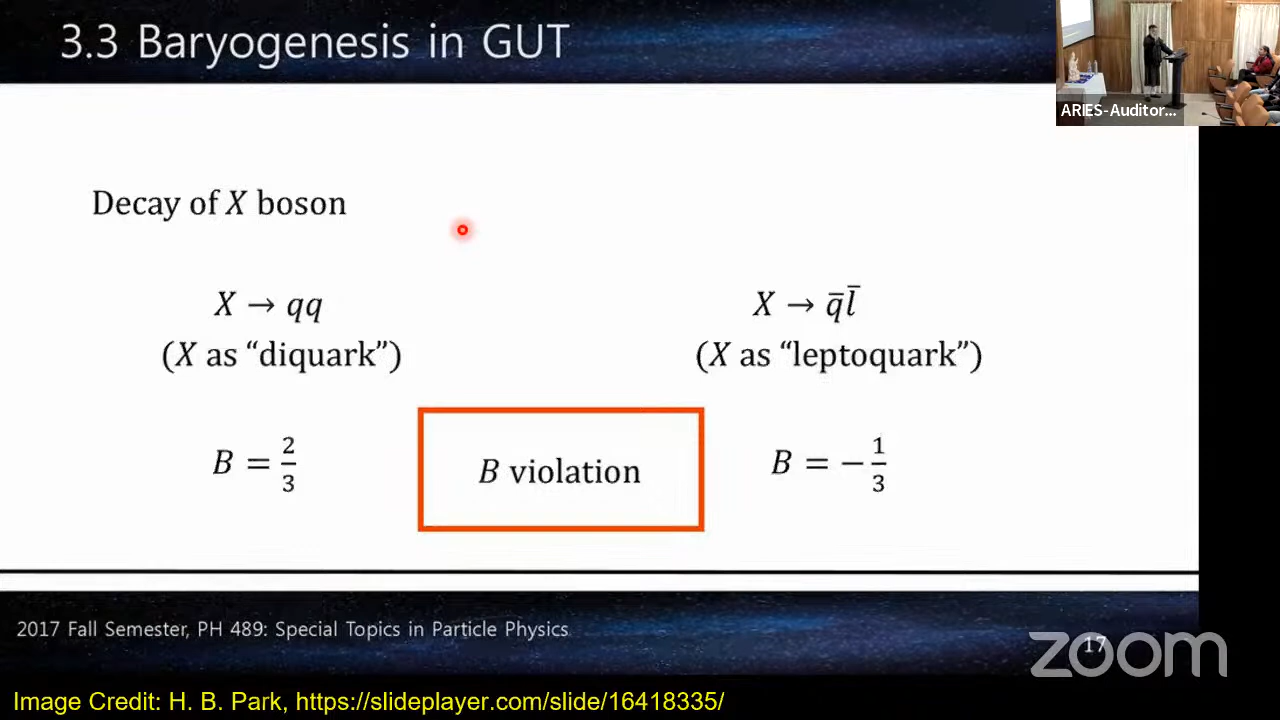 3.3 Baryogenesis in GUT
ARIES-Auditor...
Decay of X boson
X → qq
(X as “diquark”)
X → q̄ l̄
(X as “leptoquark”)
B = 2/3
B violation
B = − 1/3
2017 Fall Semester, PH 489: Special Topics in Particle Physics
17
zoom
Image Credit: H. B. Park, https://slideplayer.com/slide/16418335/